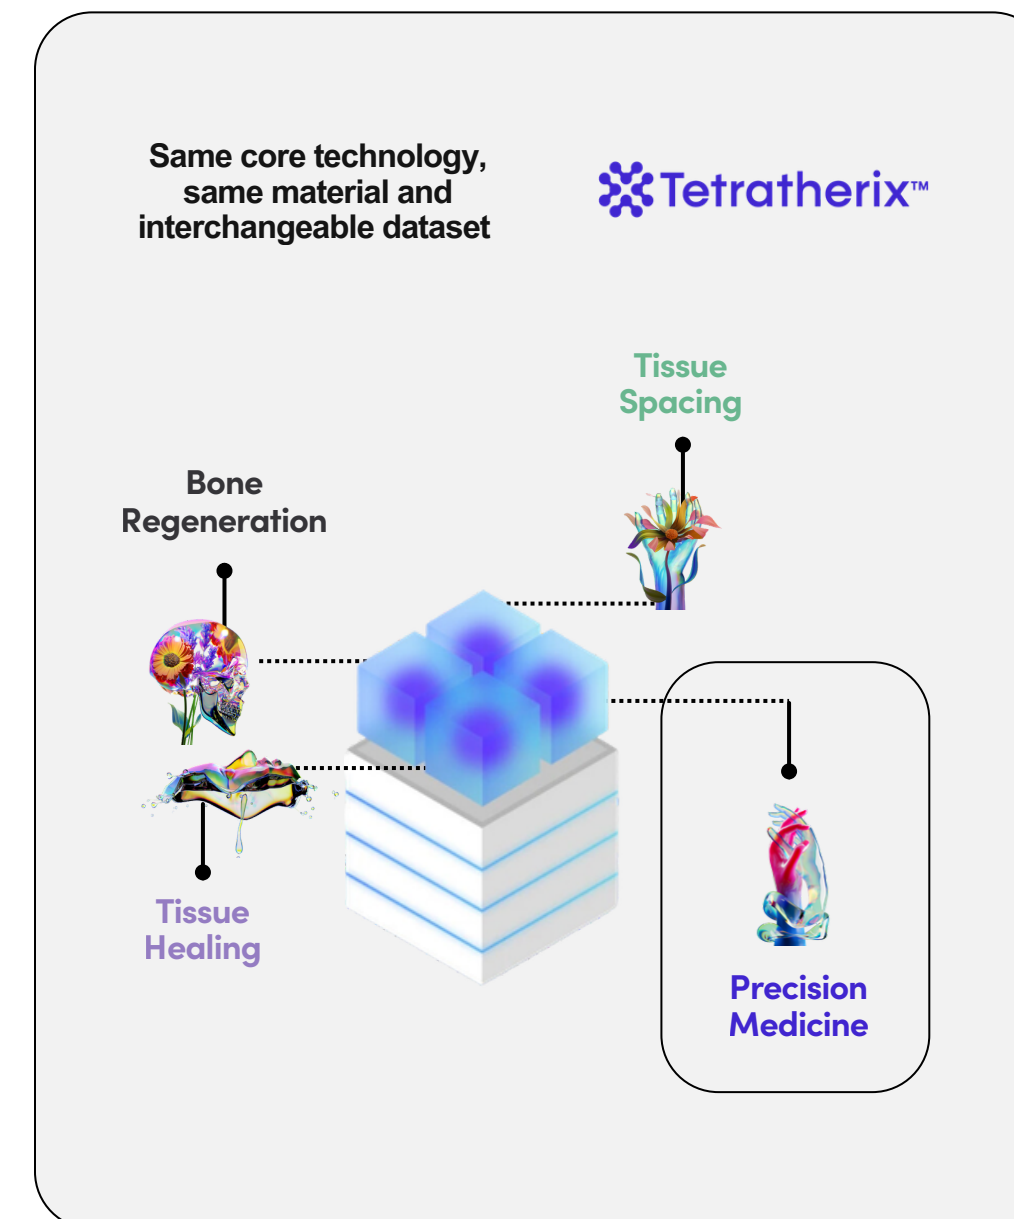 Same core technology,
same material and
interchangeable dataset
Tetratherix™
Tissue
Spacing
Bone
Regeneration
Tissue
Healing
Precision
Medicine